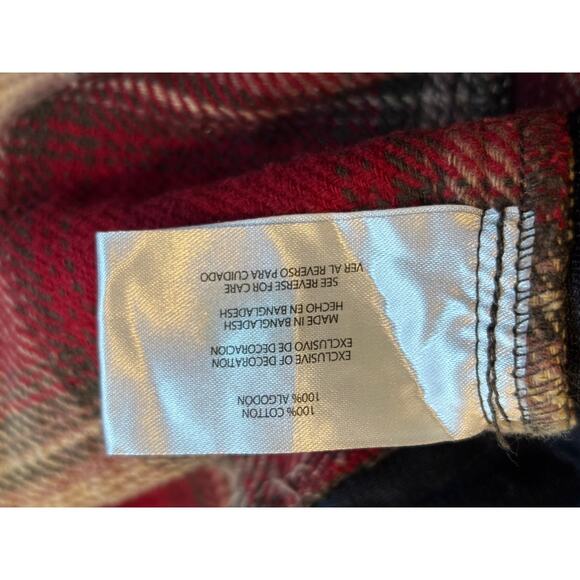 100% COTTON
100% ALGODÓN
EXCLUSIVE OF DECORATION
EXCLUSIVO DE DECORACION
MADE IN BANGLADESH
HECHO EN BANGLADESH
SEE REVERSE FOR CARE
VER AL REVERSO PARA CUIDADO